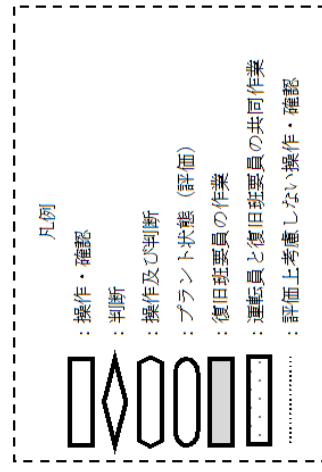 凡例
：操作・確認
：判断
：操作及び判断
：プラント状態（評価）
：復旧班要員の作業
：運転員と復旧班要員の共同作業
：評価上考慮しない操作・確認